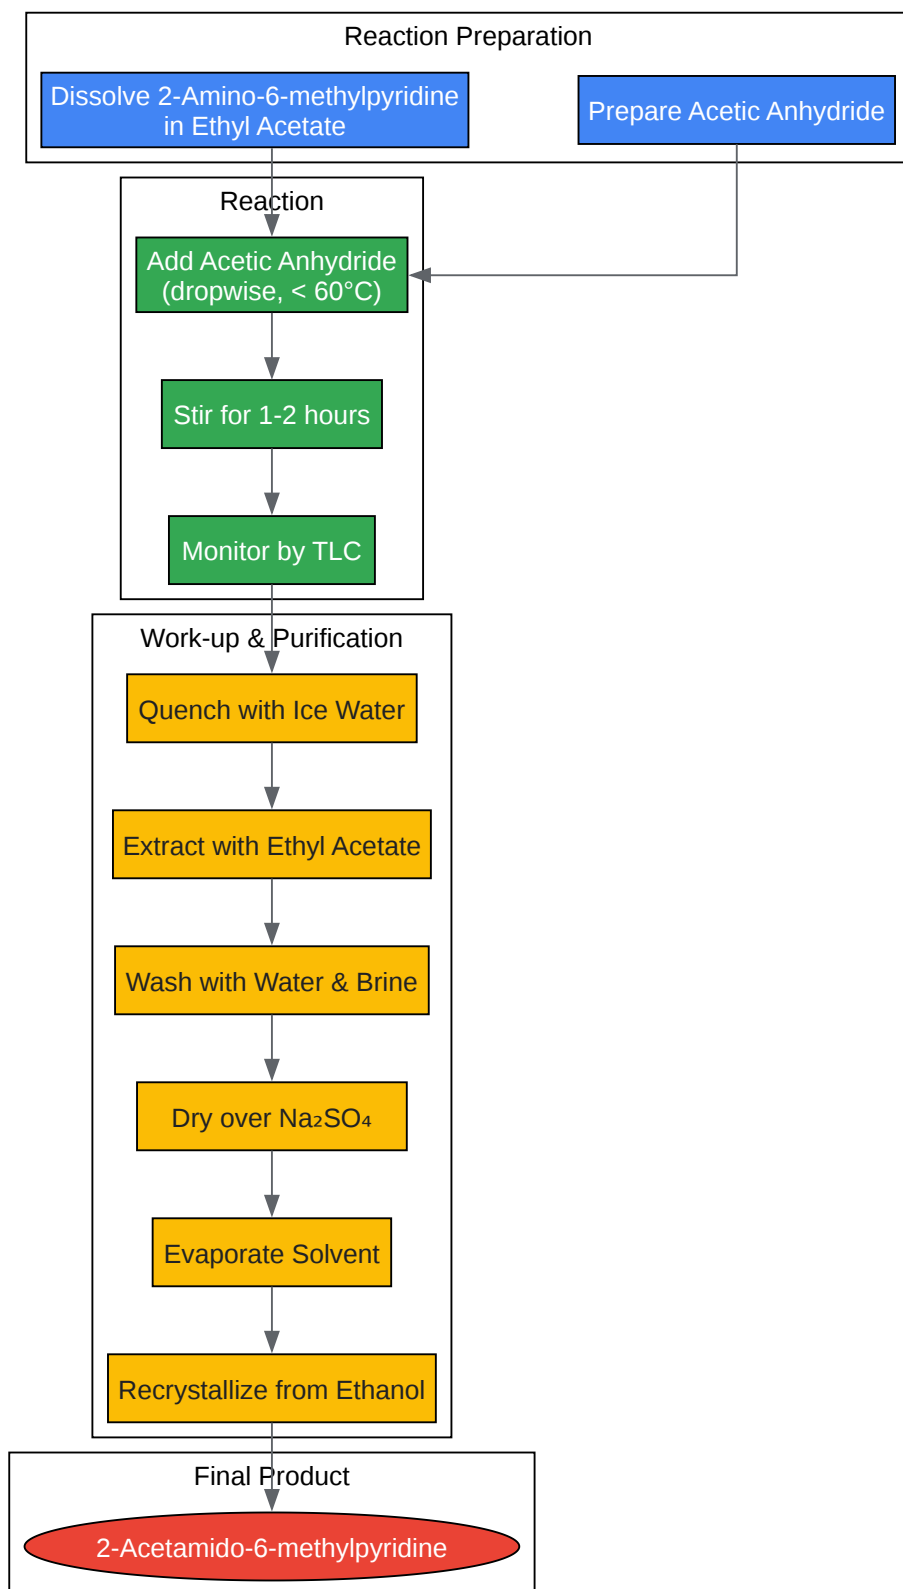 Reaction Preparation
Dissolve 2-Amino-6-methylpyridine
in Ethyl Acetate
Prepare Acetic Anhydride
Reaction
Add Acetic Anhydride
(dropwise, < 60°C)
Stir for 1-2 hours
Monitor by TLC
Work-up & Purification
Quench with Ice Water
Extract with Ethyl Acetate
Wash with Water & Brine
Dry over Na₂SO₄
Evaporate Solvent
Recrystallize from Ethanol
Final Product
2-Acetamido-6-methylpyridine